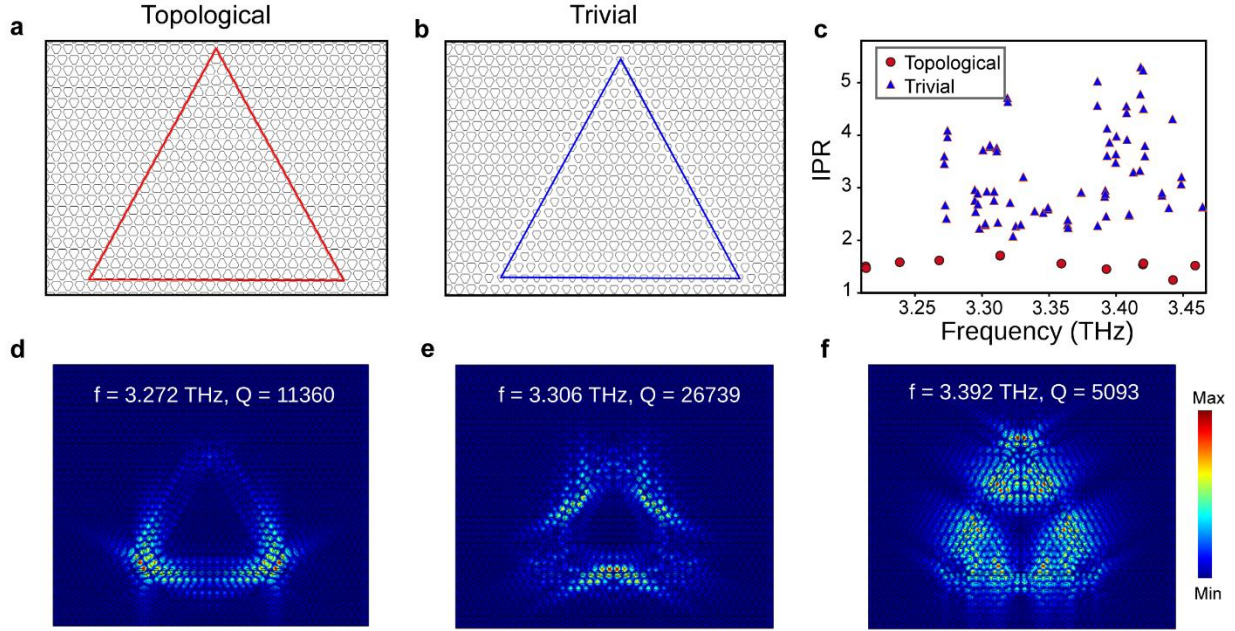 Topological
Trivial
a
b
c
Topological
Trivial
IPR
5
4
3
2
1
3.25 3.30 3.35 3.40 3.45
Frequency (THz)
d
e
f
f = 3.272 THz, Q = 11360
f = 3.306 THz, Q = 26739
f = 3.392 THz, Q = 5093
Max
Min